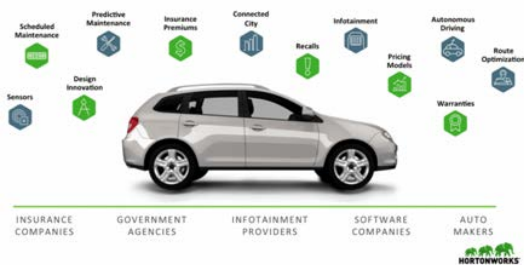 Scheduled
Maintenance
Predictive
Maintenance
Insurance
Premiums
Connected
City
Infotainment
Autonomous
Driving
Recalls
Pricing
Models
Route
Optimization
Sensors
Design
Innovation
Warranties
INSURANCE
COMPANIES
GOVERNMENT
AGENCIES
INFOTAINMENT
PROVIDERS
SOFTWARE
COMPANIES
AUTO
MAKERS
HORTONWORKS